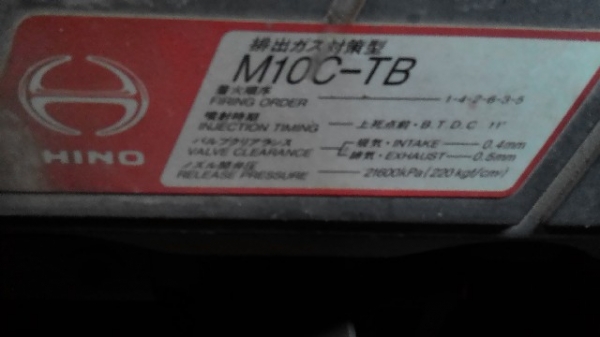 排出ガス対策型
M10C-TB
着火順序
FIRING ORDER 1-4-2-6-3-5
噴射時期
INJECTION TIMING 上死点前・B.T.D.C. 11°
バルブクリアランス 吸気・INTAKE 0.4mm
VALVE CLEARANCE 排気・EXHAUST 0.5mm
ノズル開弁圧
RELEASE PRESSURE 21600kPa(220kgf/cm²)
HINO